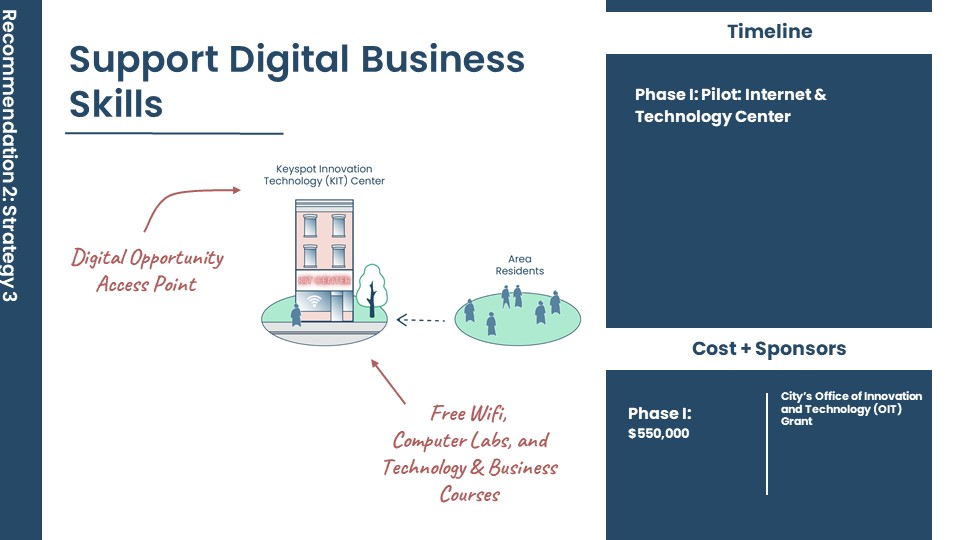 Recommendation 2: Strategy 3
Support Digital Business
Skills
Keyspot Innovation
Technology (KIT) Center
Digital Opportunity
Access Point
KIT CENTER
Area
Residents
Free Wifi,
Computer Labs, and
Technology & Business
Courses
Timeline
Phase I: Pilot: Internet &
Technology Center
Cost + Sponsors
Phase I:
$550,000
City's Office of Innovation
and Technology (OIT)
Grant